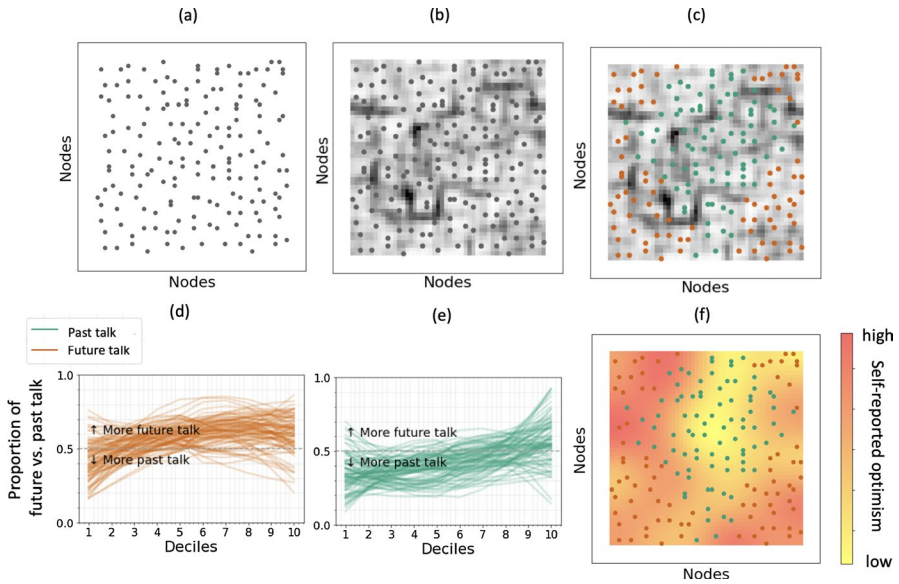 (a)
(b)
(c)
Nodes
Nodes
Nodes
Nodes
Nodes
Nodes
(d)
(e)
(f)
Past talk
Future talk
Proportion of
future vs. past talk
1.0
0.5
0.0
↑ More future talk
↓ More past talk
1 2 3 4 5 6 7 8 9 10
Deciles
1.0
0.5
0.0
↑ More future talk
↓ More past talk
1 2 3 4 5 6 7 8 9 10
Deciles
Nodes
Nodes
high
Self-reported optimism
low